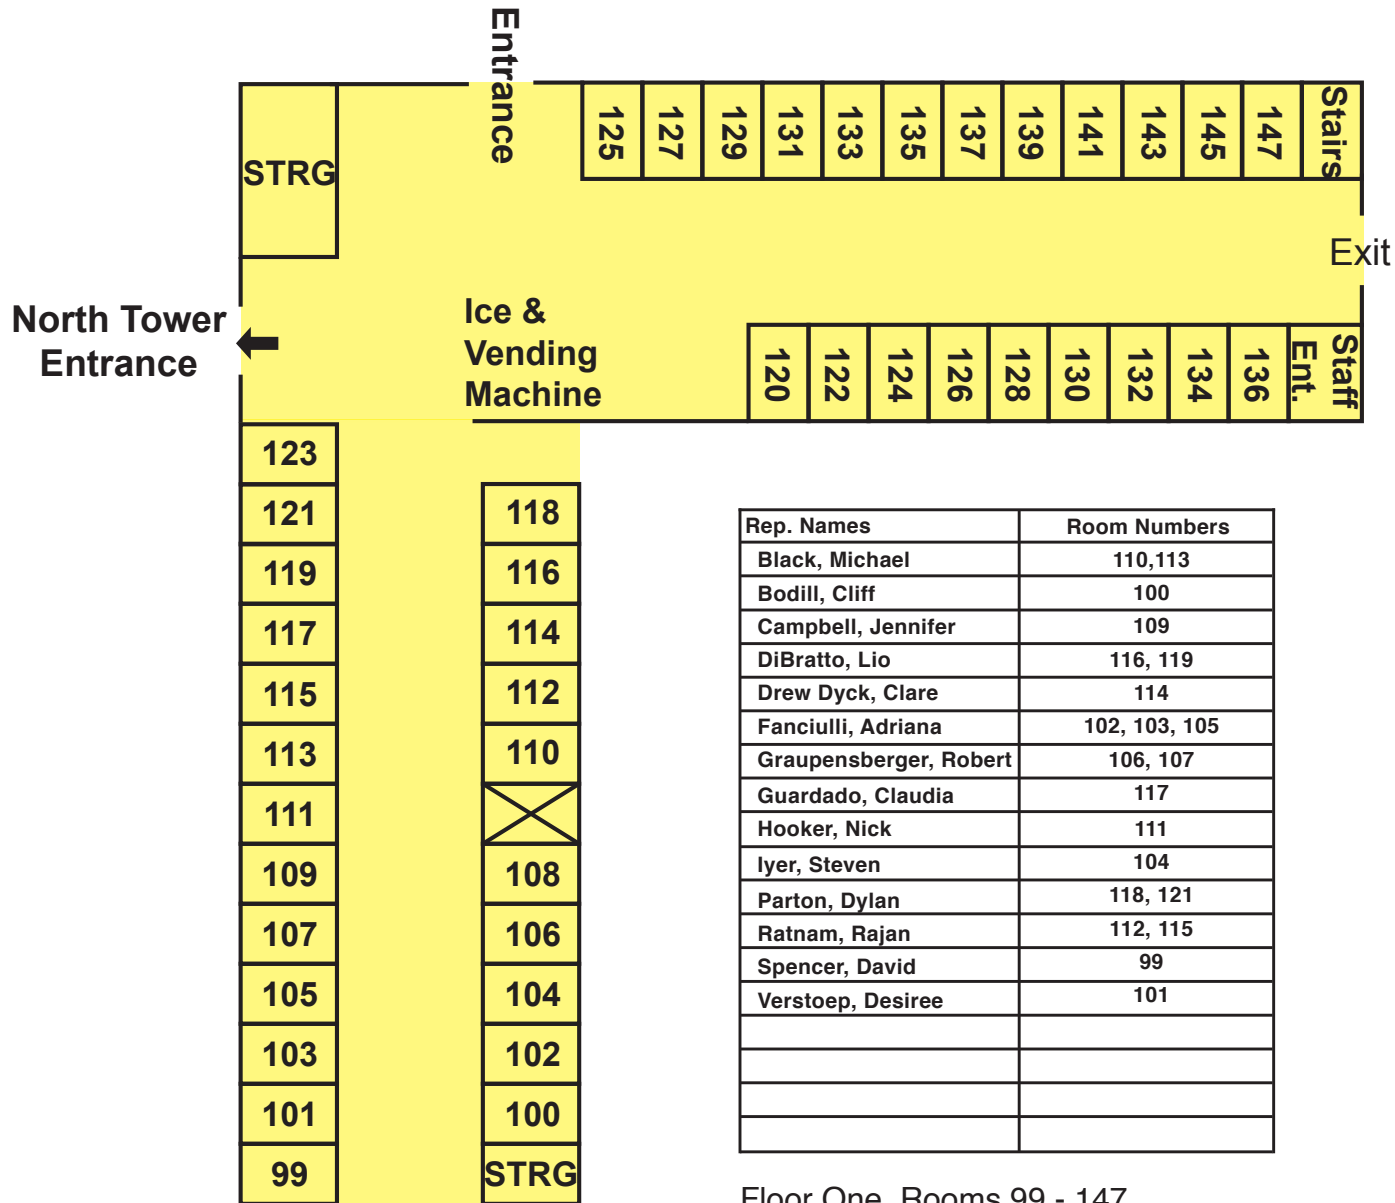 Entrance
STRG
125
127
129
131
133
135
137
139
141
143
145
147
Stairs
Exit
North Tower
Entrance
Ice &
Vending
Machine
120
122
124
126
128
130
132
134
136
Staff
Ent.
123
121
119
117
115
113
111
109
107
105
103
101
99
118
116
114
112
110
108
106
104
102
100
STRG
Rep. Names Room Numbers
Black, Michael 110,113
Bodill, Cliff 100
Campbell, Jennifer 109
DiBratto, Lio 116, 119
Drew Dyck, Clare 114
Fanciulli, Adriana 102, 103, 105
Graupensberger, Robert 106, 107
Guardado, Claudia 117
Hooker, Nick 111
Iyer, Steven 104
Parton, Dylan 118, 121
Ratnam, Rajan 112, 115
Spencer, David 99
Verstoep, Desiree 101
Floor One, Rooms 99 - 147